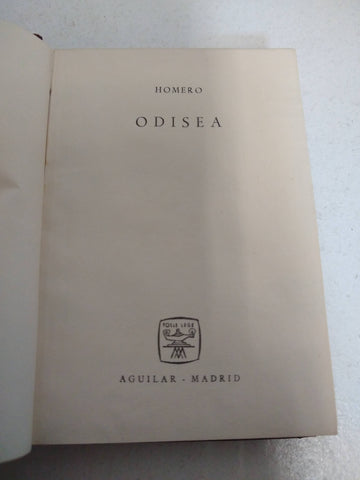 HOMERO
ODISEA
TOLLE LEGE
AGUILAR - MADRID